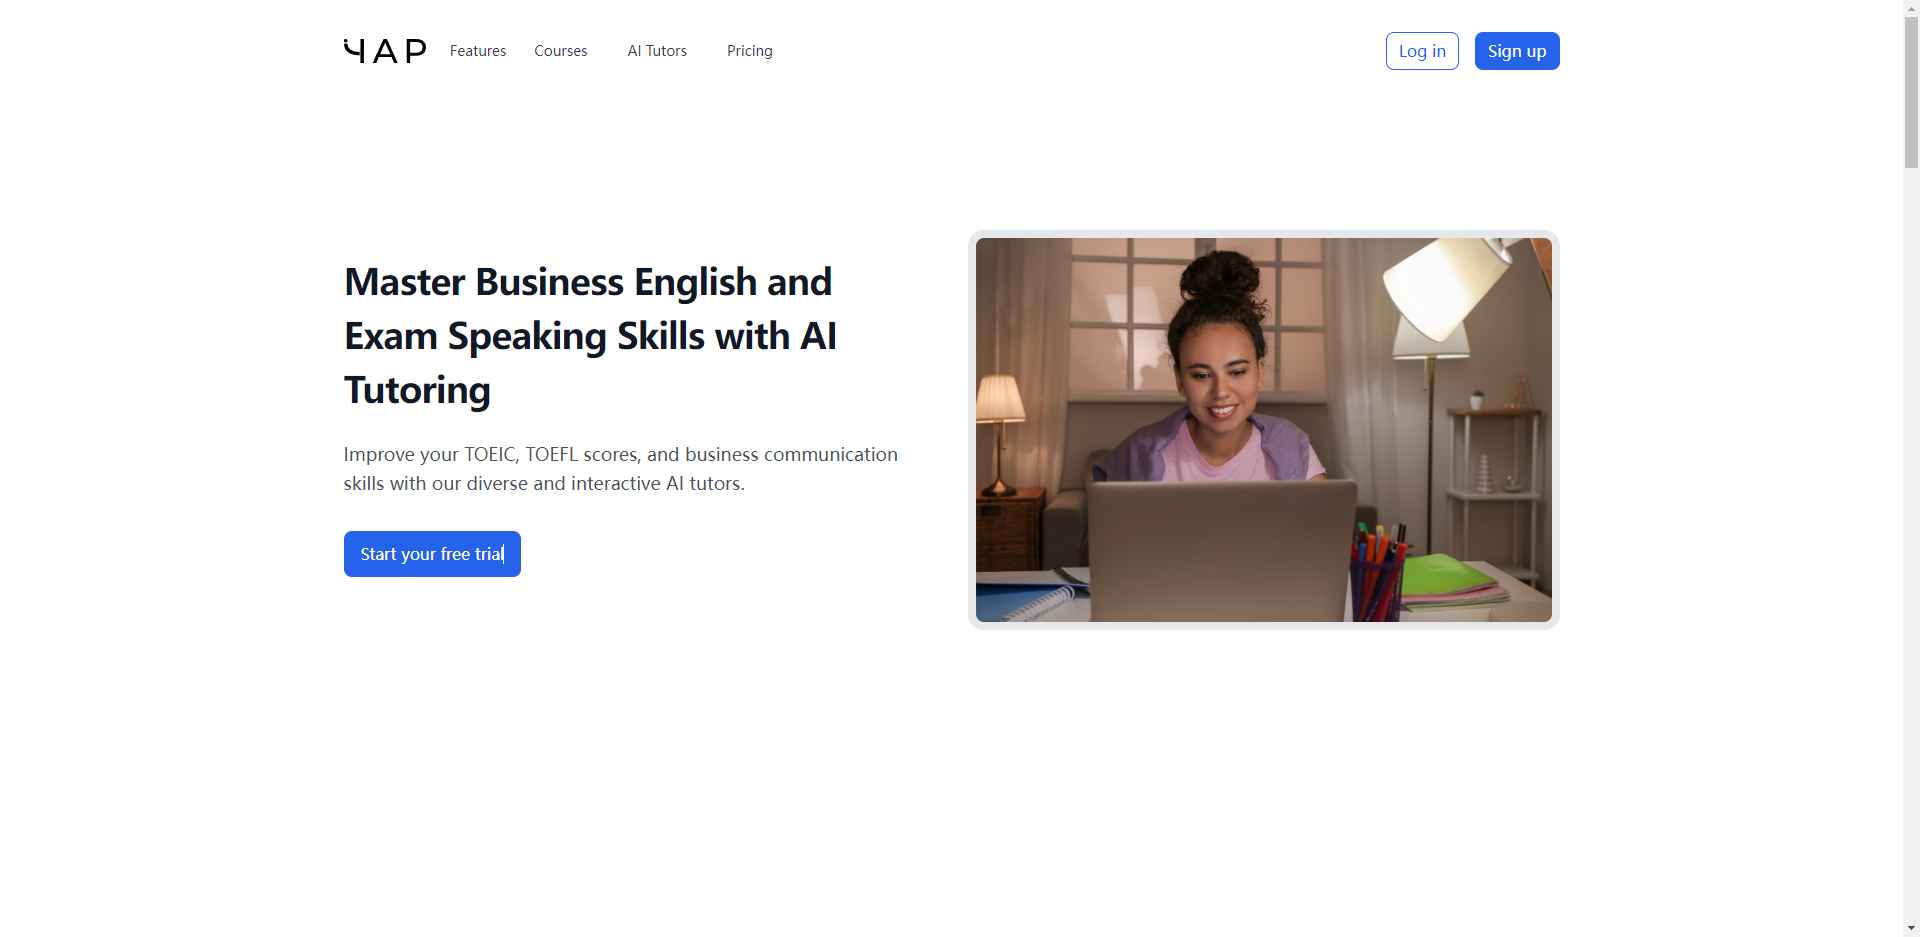 YAP Features Courses AI Tutors Pricing Log in Sign up
Master Business English and
Exam Speaking Skills with AI
Tutoring
Improve your TOEIC, TOEFL scores, and business communication
skills with our diverse and interactive AI tutors.
Start your free trial